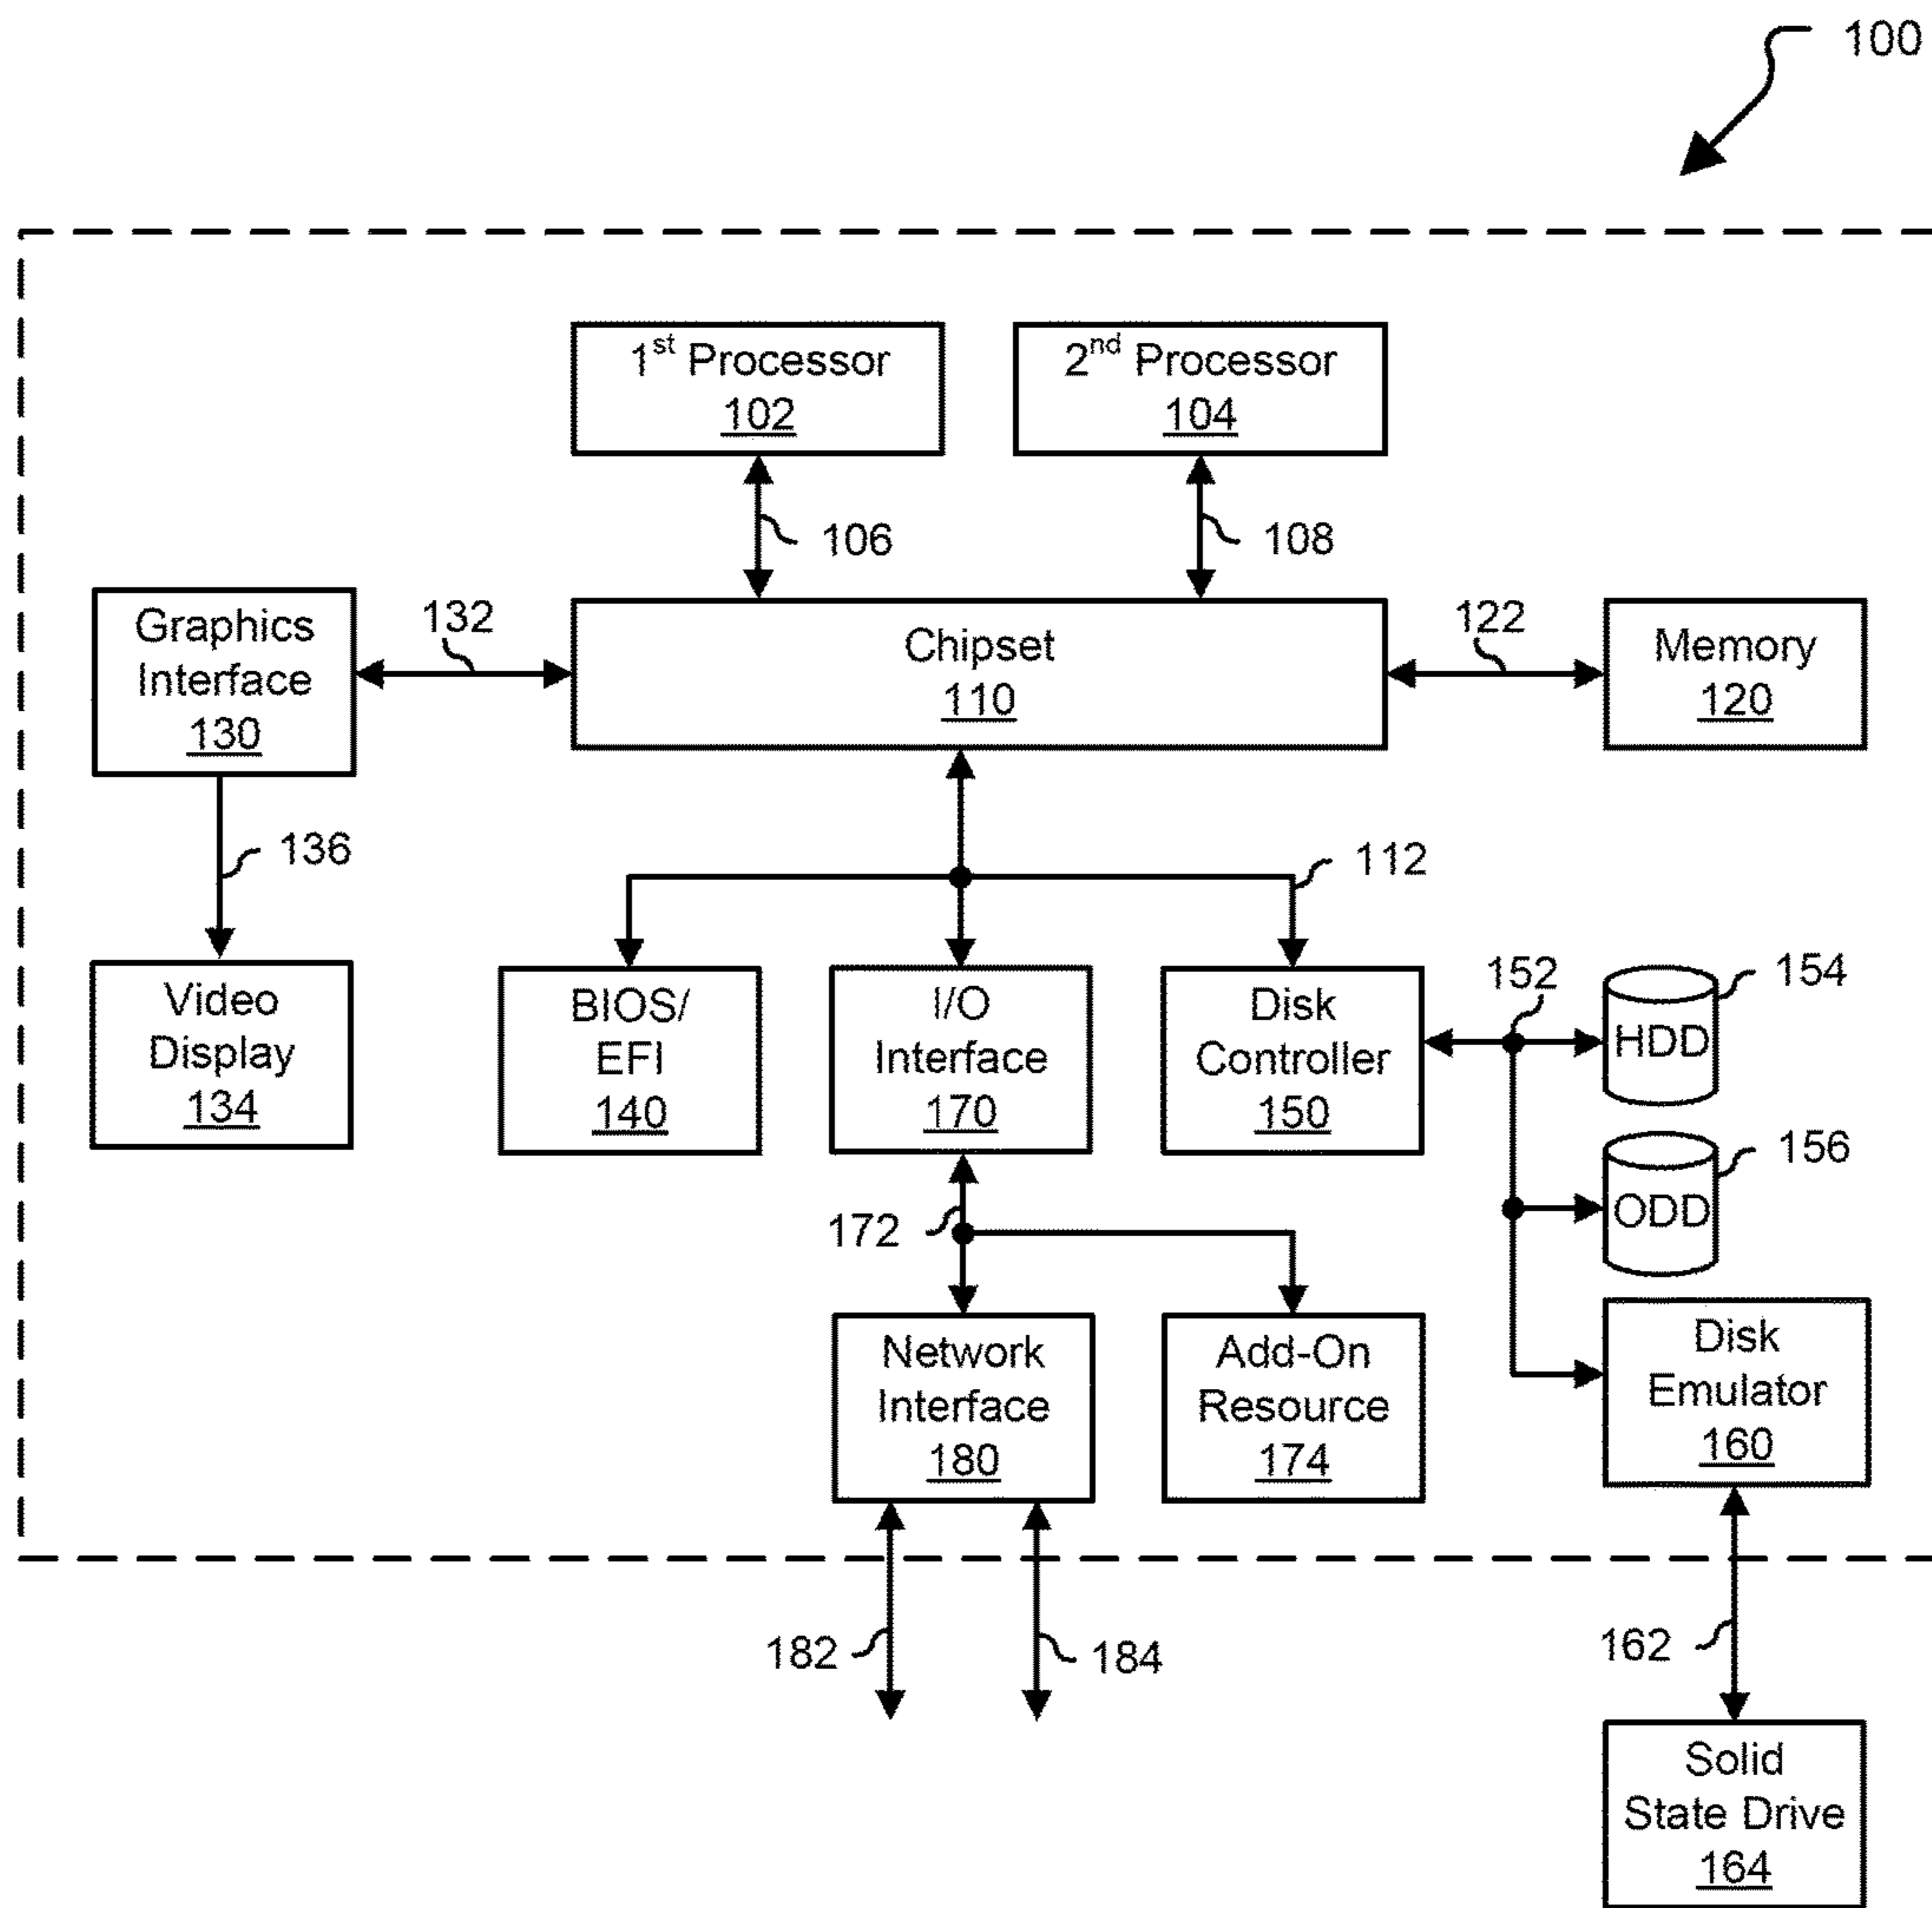 100
1st Processor
102
2nd Processor
104
106
108
Graphics
Interface
130
132
Chipset
110
122
Memory
120
136
112
Video
Display
134
BIOS/
EFI
140
I/O
Interface
170
Disk
Controller
150
152
HDD
154
ODD
156
172
Network
Interface
180
Add-On
Resource
174
Disk
Emulator
160
182
184
162
Solid
State Drive
164